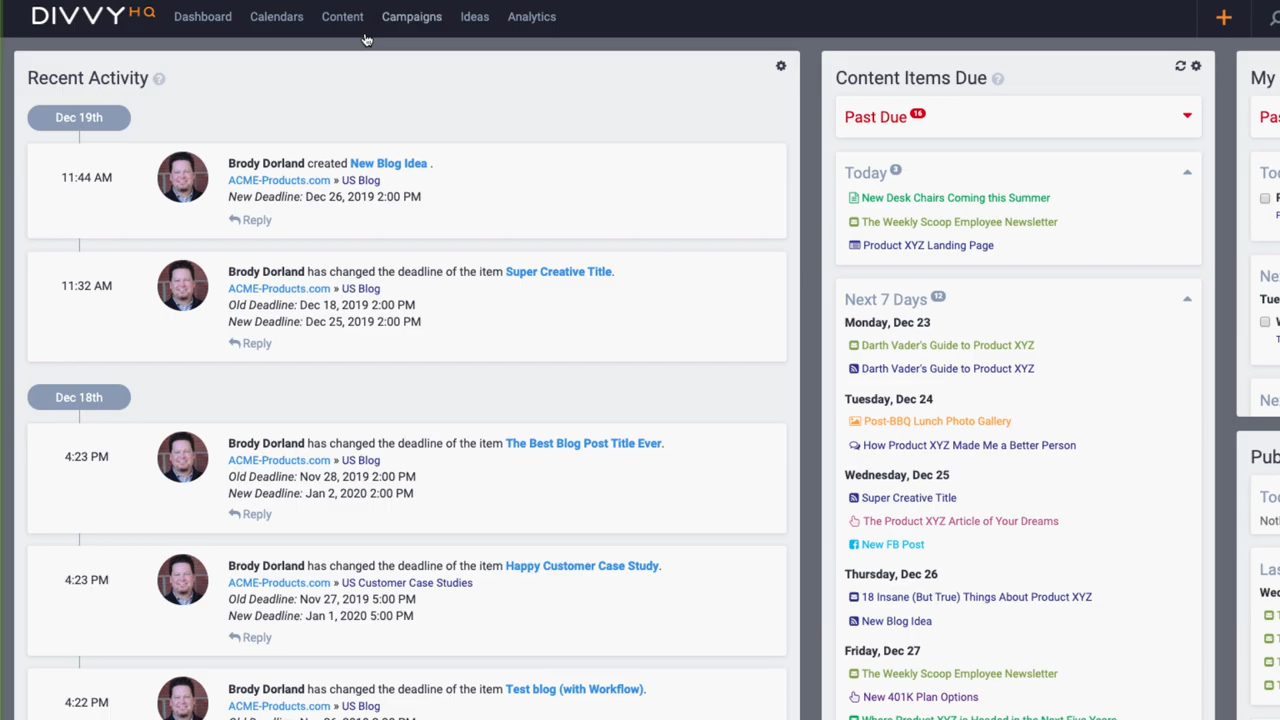 DIVVYHQ Dashboard Calendars Content Campaigns Ideas Analytics
Recent Activity
Dec 19th
11:44 AM
Brody Dorland created New Blog Idea .
ACME-Products.com » US Blog
New Deadline: Dec 26, 2019 2:00 PM
Reply
11:32 AM
Brody Dorland has changed the deadline of the item Super Creative Title.
ACME-Products.com » US Blog
Old Deadline: Dec 18, 2019 2:00 PM
New Deadline: Dec 25, 2019 2:00 PM
Reply
Dec 18th
4:23 PM
Brody Dorland has changed the deadline of the item The Best Blog Post Title Ever.
ACME-Products.com » US Blog
Old Deadline: Nov 28, 2019 2:00 PM
New Deadline: Jan 2, 2020 2:00 PM
Reply
4:23 PM
Brody Dorland has changed the deadline of the item Happy Customer Case Study.
ACME-Products.com » US Customer Case Studies
Old Deadline: Nov 27, 2019 5:00 PM
New Deadline: Jan 1, 2020 5:00 PM
Reply
4:22 PM
Brody Dorland has changed the deadline of the item Test blog (with Workflow).
ACME-Products.com » US Blog
Content Items Due
Past Due 16
Today 3
New Desk Chairs Coming this Summer
The Weekly Scoop Employee Newsletter
Product XYZ Landing Page
Next 7 Days 12
Monday, Dec 23
Darth Vader's Guide to Product XYZ
Darth Vader's Guide to Product XYZ
Tuesday, Dec 24
Post-BBQ Lunch Photo Gallery
How Product XYZ Made Me a Better Person
Wednesday, Dec 25
Super Creative Title
The Product XYZ Article of Your Dreams
New FB Post
Thursday, Dec 26
18 Insane (But True) Things About Product XYZ
New Blog Idea
Friday, Dec 27
The Weekly Scoop Employee Newsletter
New 401K Plan Options
Where Product XYZ is Headed in the Next Five Years
My